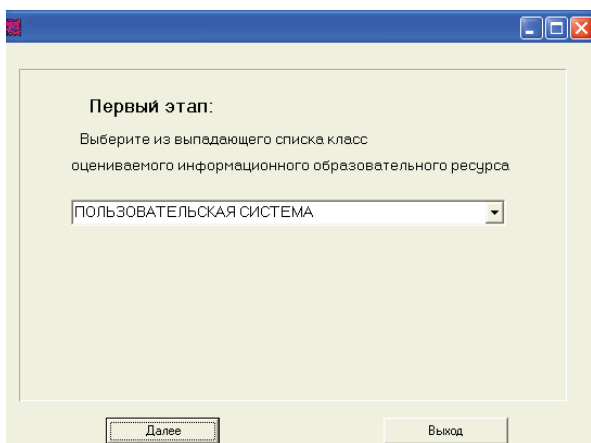 Первый этап:
Выберите из выпадающего списка класс
оцениваемого информационного образовательного ресурса
ПОЛЬЗОВАТЕЛЬСКАЯ СИСТЕМА
Далее
Выход